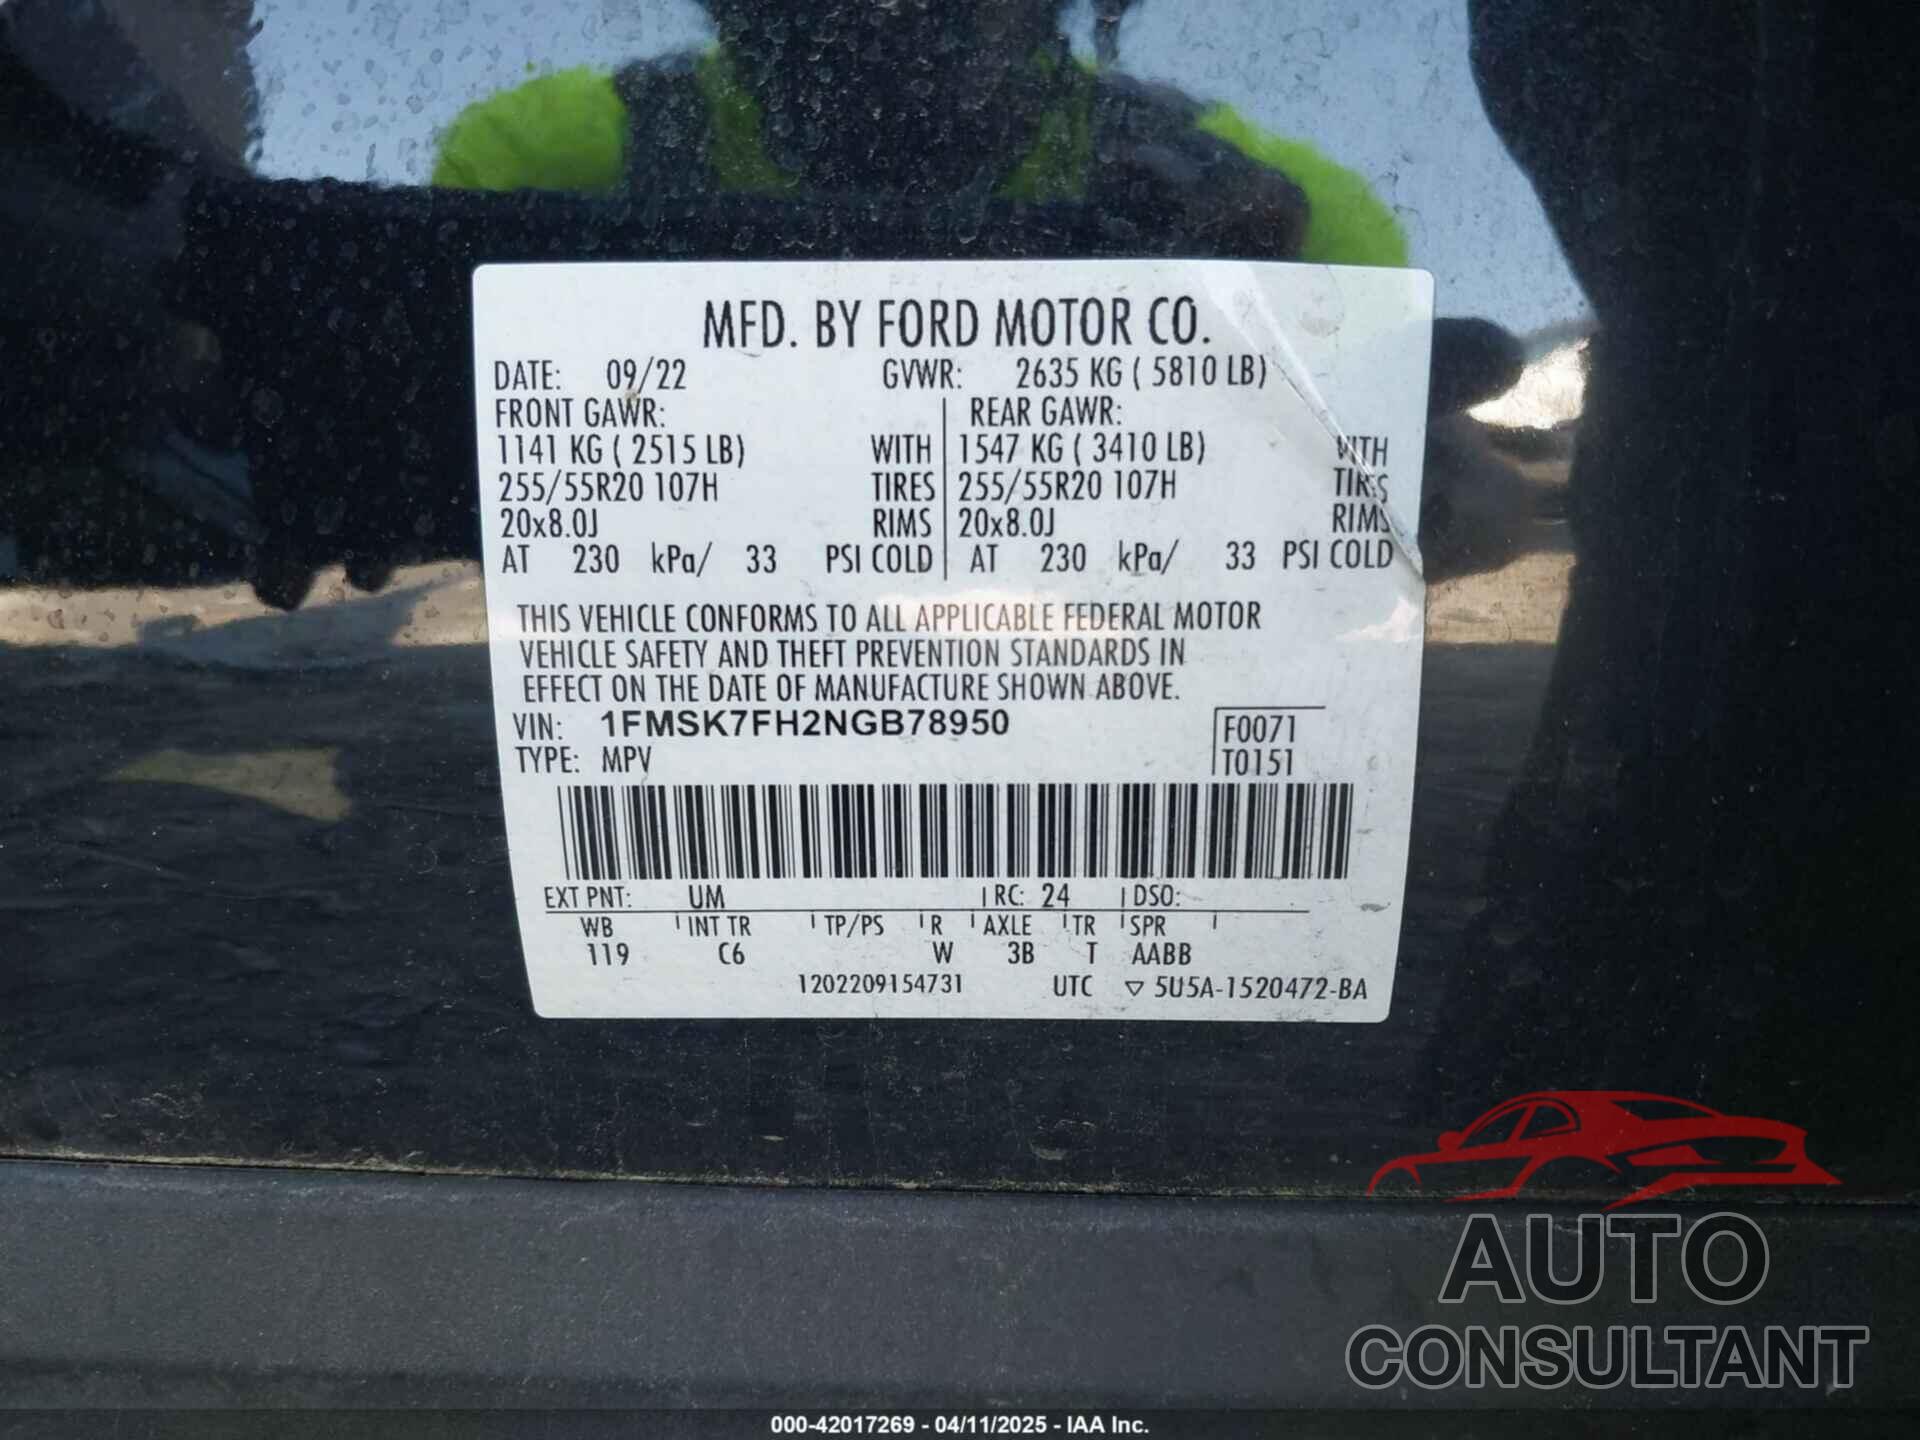 MFD. BY FORD MOTOR CO.
DATE: 09/22 GVWR: 2635 KG ( 5810 LB)
FRONT GAWR: REAR GAWR:
1141 KG ( 2515 LB) WITH 1547 KG ( 3410 LB) WITH
255/55R20 107H TIRES 255/55R20 107H TIRES
20x8.0J RIMS 20x8.0J RIMS
AT 230 kPa/ 33 PSI COLD AT 230 kPa/ 33 PSI COLD
THIS VEHICLE CONFORMS TO ALL APPLICABLE FEDERAL MOTOR
VEHICLE SAFETY AND THEFT PREVENTION STANDARDS IN
EFFECT ON THE DATE OF MANUFACTURE SHOWN ABOVE.
VIN: 1FMSK7FH2NGB78950 F0071
TYPE: MPV T0151
EXT PNT: UM RC: 24 DSO:
WB INT TR TP/PS R AXLE TR SPR
119 C6 W 3B T AABB
1202209154731 UTC ▽ 5U5A-1520472-BA
AUTO
CONSULTANT
000-42017269 - 04/11/2025 - IAA Inc.